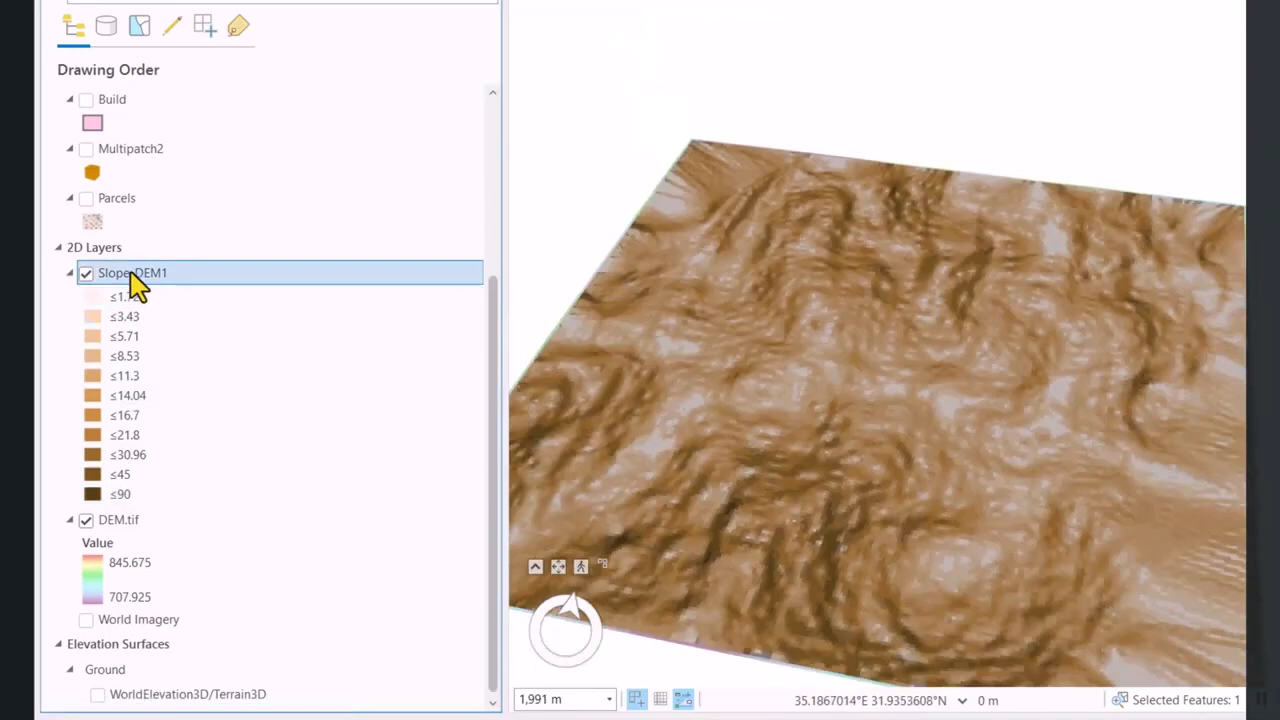 Drawing Order
Build
Multipatch2
Parcels
2D Layers
Slope_DEM1
≤3.43
≤5.71
≤8.53
≤11.3
≤14.04
≤16.7
≤21.8
≤30.96
≤45
≤90
DEM.tif
Value
845.675
707.925
World Imagery
Elevation Surfaces
Ground
WorldElevation3D/Terrain3D
1,991 m
35.1867014°E 31.9353608°N
0 m
Selected Features: 1